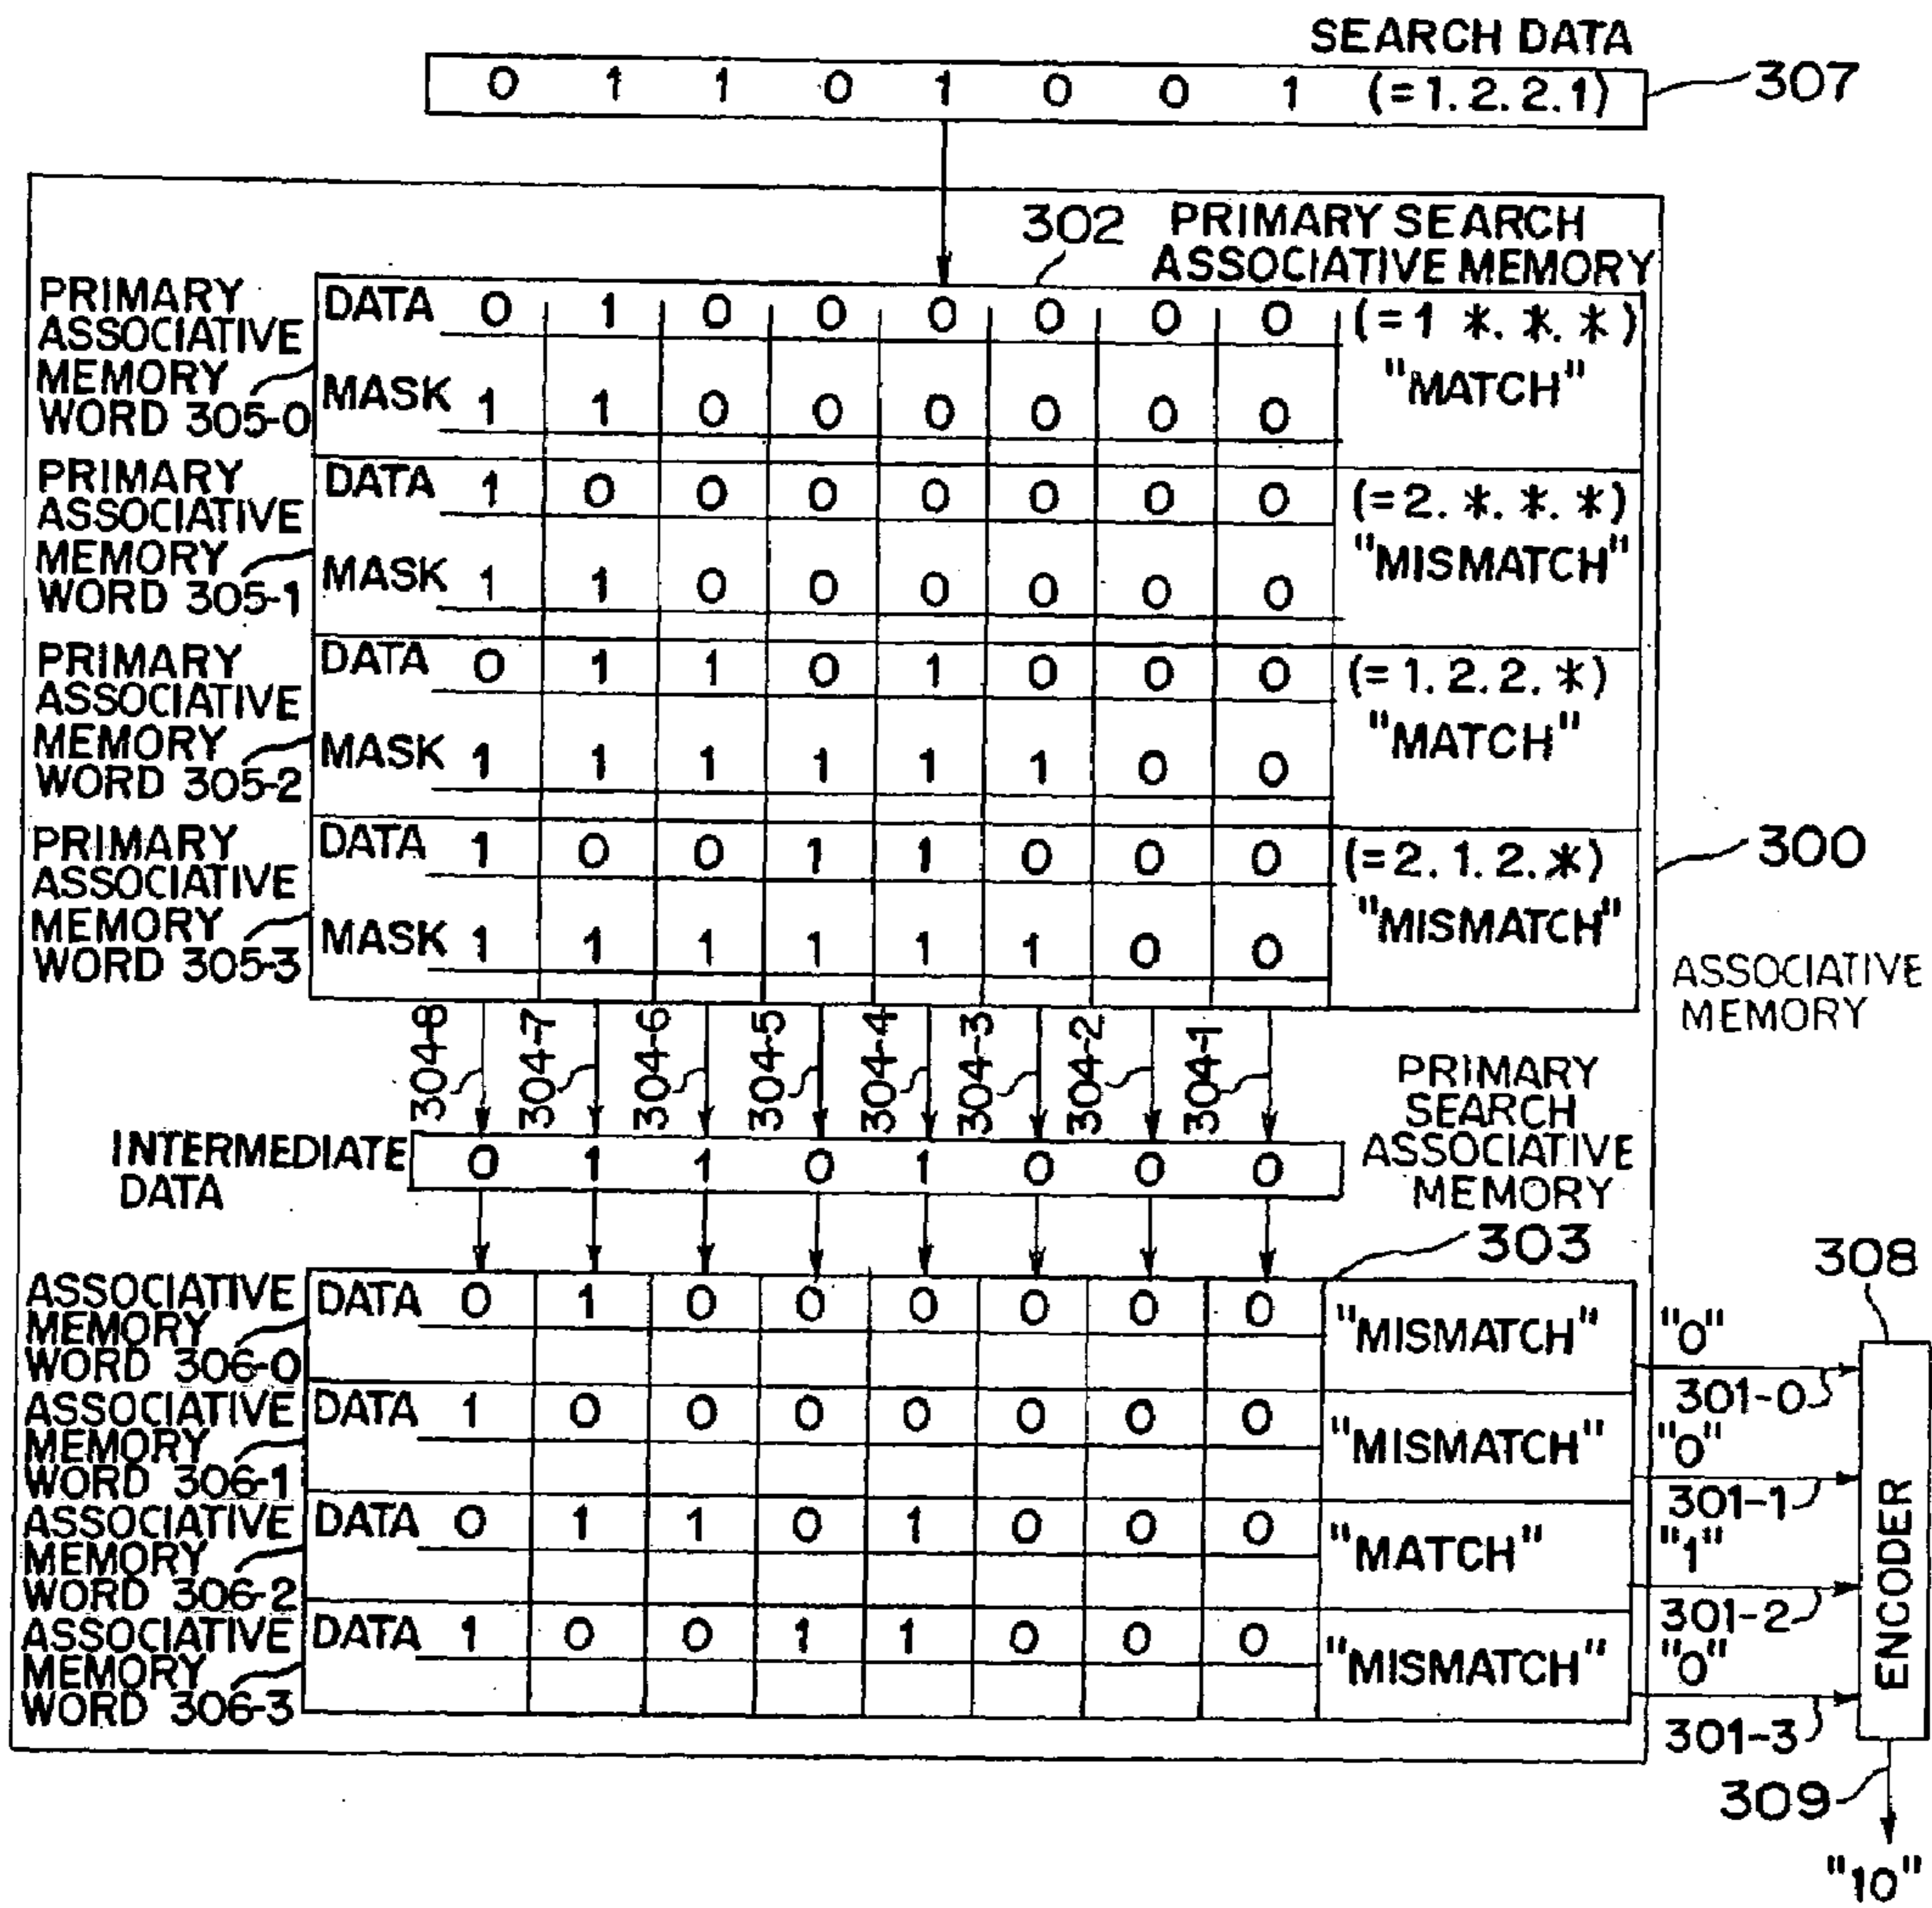 SEARCH DATA
0 1 1 0 1 0 0 1 (=1.2.2.1)
307
302
PRIMARY SEARCH
ASSOCIATIVE MEMORY
PRIMARY
ASSOCIATIVE
MEMORY
WORD 305-0
DATA 0 1 0 0 0 0 0 0 (=1 *.*.*)
MASK 1 1 0 0 0 0 0 0 "MATCH"
PRIMARY
ASSOCIATIVE
MEMORY
WORD 305-1
DATA 1 0 0 0 0 0 0 0 (=2.*.*.*)
MASK 1 1 0 0 0 0 0 0 "MISMATCH"
PRIMARY
ASSOCIATIVE
MEMORY
WORD 305-2
DATA 0 1 1 0 1 0 0 0 (=1.2.2.*)
MASK 1 1 1 1 1 1 0 0 "MATCH"
PRIMARY
ASSOCIATIVE
MEMORY
WORD 305-3
DATA 1 0 0 1 1 0 0 0 (=2.1.2.*)
MASK 1 1 1 1 1 1 0 0 "MISMATCH"
300
ASSOCIATIVE
MEMORY
304-8 304-7 304-6 304-5 304-4 304-3 304-2 304-1
INTERMEDIATE
DATA
0 1 1 0 1 0 0 0
PRIMARY
SEARCH
ASSOCIATIVE
MEMORY
303
ASSOCIATIVE
MEMORY
WORD 306-0
DATA 0 1 0 0 0 0 0 0 "MISMATCH"
"0"
301-0
ASSOCIATIVE
MEMORY
WORD 306-1
DATA 1 0 0 0 0 0 0 0 "MISMATCH"
"0"
301-1
ASSOCIATIVE
MEMORY
WORD 306-2
DATA 0 1 1 0 1 0 0 0 "MATCH"
"1"
301-2
ASSOCIATIVE
MEMORY
WORD 306-3
DATA 1 0 0 1 1 0 0 0 "MISMATCH"
"0"
301-3
308
ENCODER
309
"10"